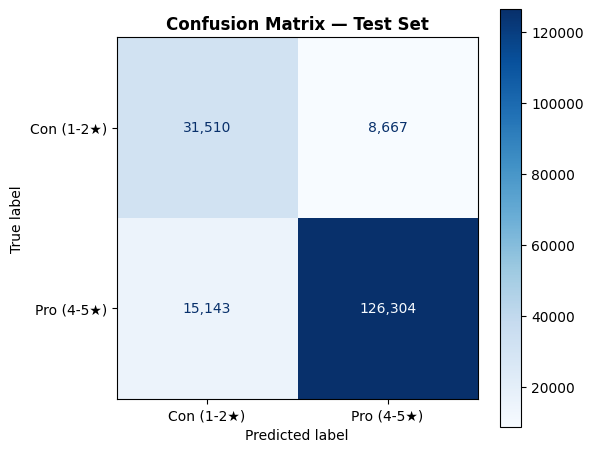 Confusion Matrix — Test Set
120000
100000
80000
60000
40000
20000
True label
Con (1-2★)
31,510
8,667
Pro (4-5★)
15,143
126,304
Con (1-2★)
Pro (4-5★)
Predicted label